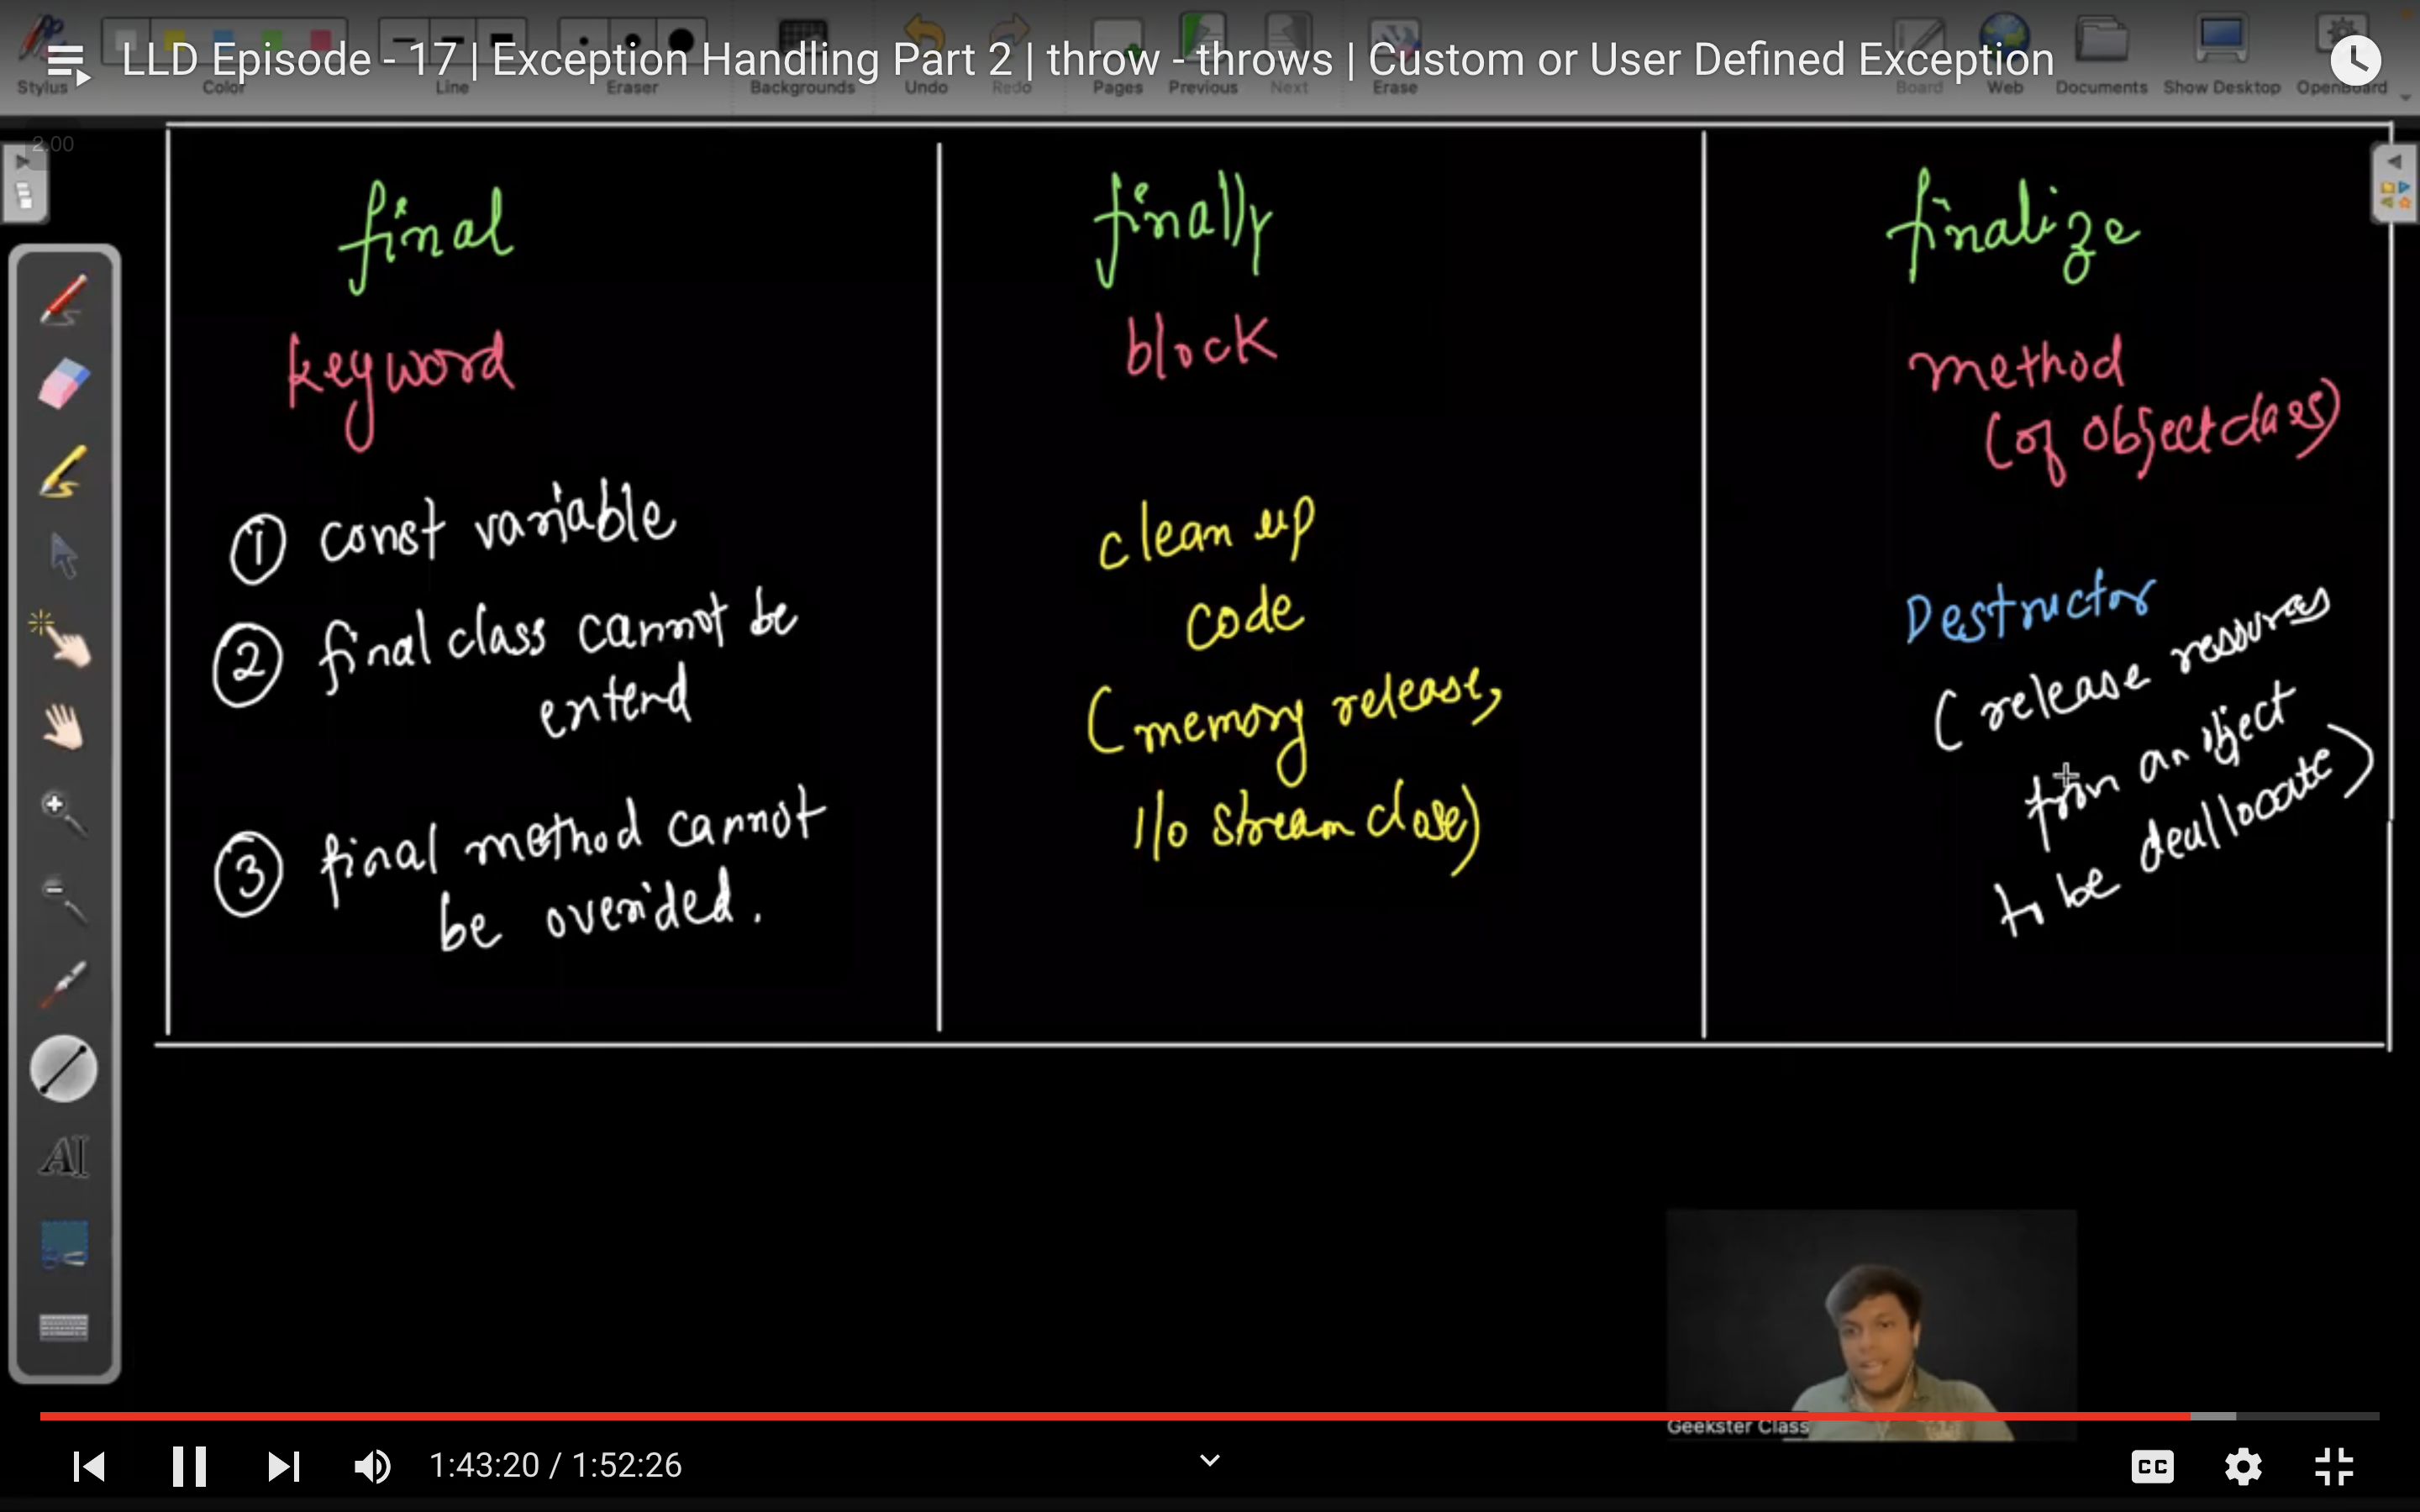 LLD Episode - 17 | Exception Handling Part 2 | throw - throws | Custom or User Defined Exception
Stylus Color Line Eraser Backgrounds Undo Redo Pages Previous Next Erase Board Web Documents Show Desktop OpenBoard
2.00
final
keyword
1 const variable
2 final class cannot be
extend
3 final method cannot
be overided.
finally
block
clean up
code
(memory release,
I/O stream close)
finalize
method
(of object class)
Destructor
(release resources
from an object
to be deallocate)
AI
Geekster Class
1:43:20 / 1:52:26
CC